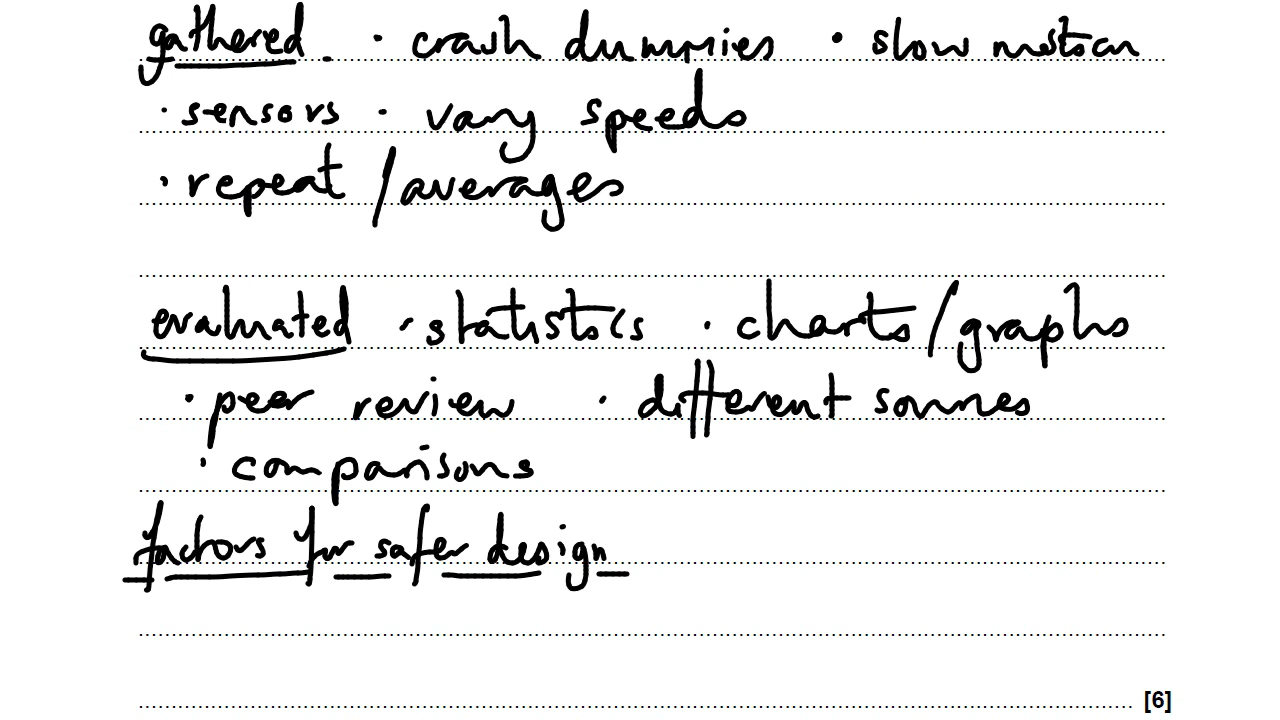 gathered. • crash dummies • slow motion
• sensors • vary speeds
• repeat / averages
evaluated • statistics • charts / graphs
• peer review • different sources
• comparisons
factors for safer design
[6]